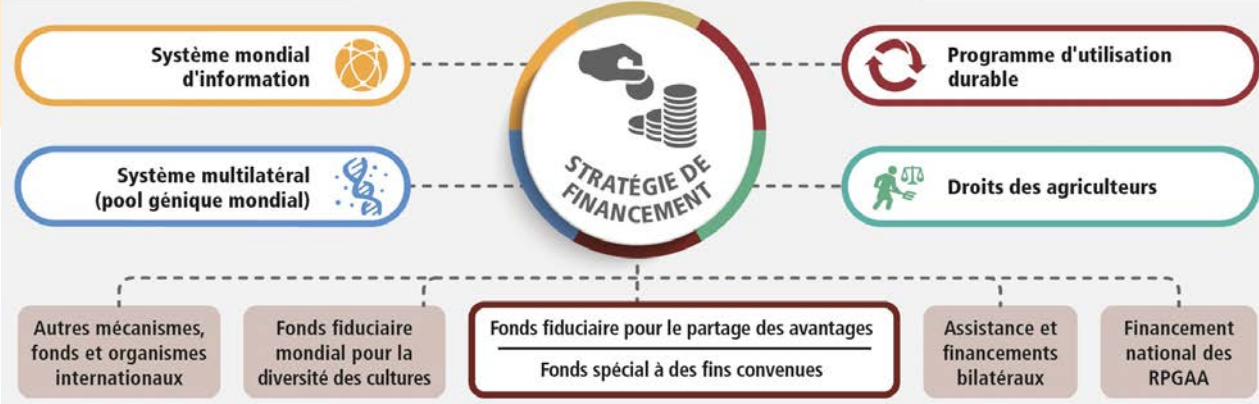 Système mondial
d'information
Programme d'utilisation
durable
STRATÉGIE DE
FINANCEMENT
Système multilatéral
(pool génique mondial)
Droits des agriculteurs
Autres mécanismes,
fonds et organismes
internationaux
Fonds fiduciaire
mondial pour la
diversité des cultures
Fonds fiduciaire pour le partage des avantages
Fonds spécial à des fins convenues
Assistance et
financements
bilatéraux
Financement
national des
RPGAA